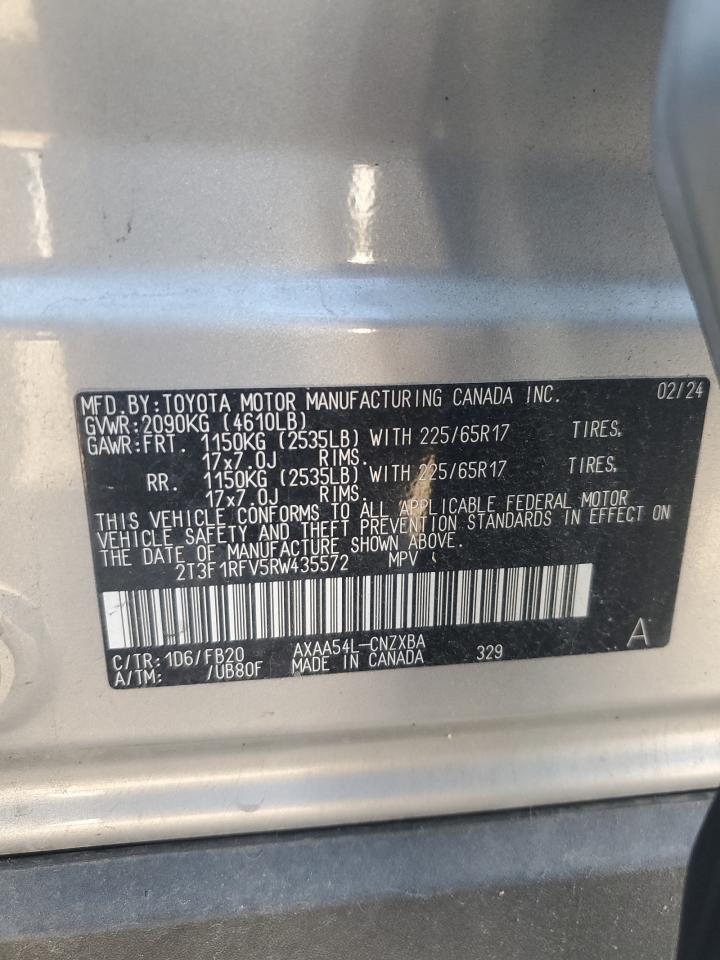 MFD.BY:TOYOTA MOTOR MANUFACTURING CANADA INC. 02/24
GVWR:2090KG (4610LB)
GAWR:FRT. 1150KG (2535LB) WITH 225/65R17 TIRES,
17x7.0J RIMS.
RR. 1150KG (2535LB) WITH 225/65R17 TIRES,
17x7.0J RIMS.
THIS VEHICLE CONFORMS TO ALL APPLICABLE FEDERAL MOTOR
VEHICLE SAFETY AND THEFT PREVENTION STANDARDS IN EFFECT ON
THE DATE OF MANUFACTURE SHOWN ABOVE.
2T3F1RFV5RW435572 MPV
C/TR:1D6/FB20 AXAA54L-CNZXBA 329 A
A/TM: /UB80F MADE IN CANADA